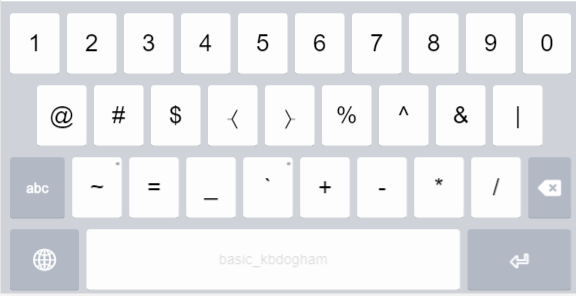 1 2 3 4 5 6 7 8 9 0
@ # $ ᚜ ᚛ % ^ & |
abc ~ = _ ` + - * /
basic_kbdogham